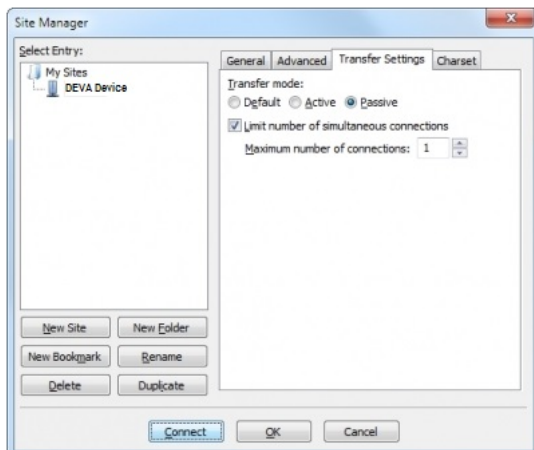 Site Manager
Select Entry:
My Sites
DEVA Device
New Site
New Folder
New Bookmark
Rename
Delete
Duplicate
General
Advanced
Transfer Settings
Charset
Transfer mode:
Default
Active
Passive
Limit number of simultaneous connections
Maximum number of connections: 1
Connect
OK
Cancel